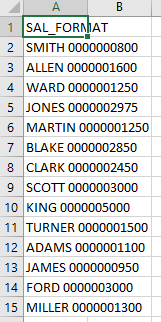 A B
1 SAL_FORMAT
2 SMITH 0000000800
3 ALLEN 0000001600
4 WARD 0000001250
5 JONES 0000002975
6 MARTIN 0000001250
7 BLAKE 0000002850
8 CLARK 0000002450
9 SCOTT 0000003000
10 KING 0000005000
11 TURNER 0000001500
12 ADAMS 0000001100
13 JAMES 0000000950
14 FORD 0000003000
15 MILLER 0000001300